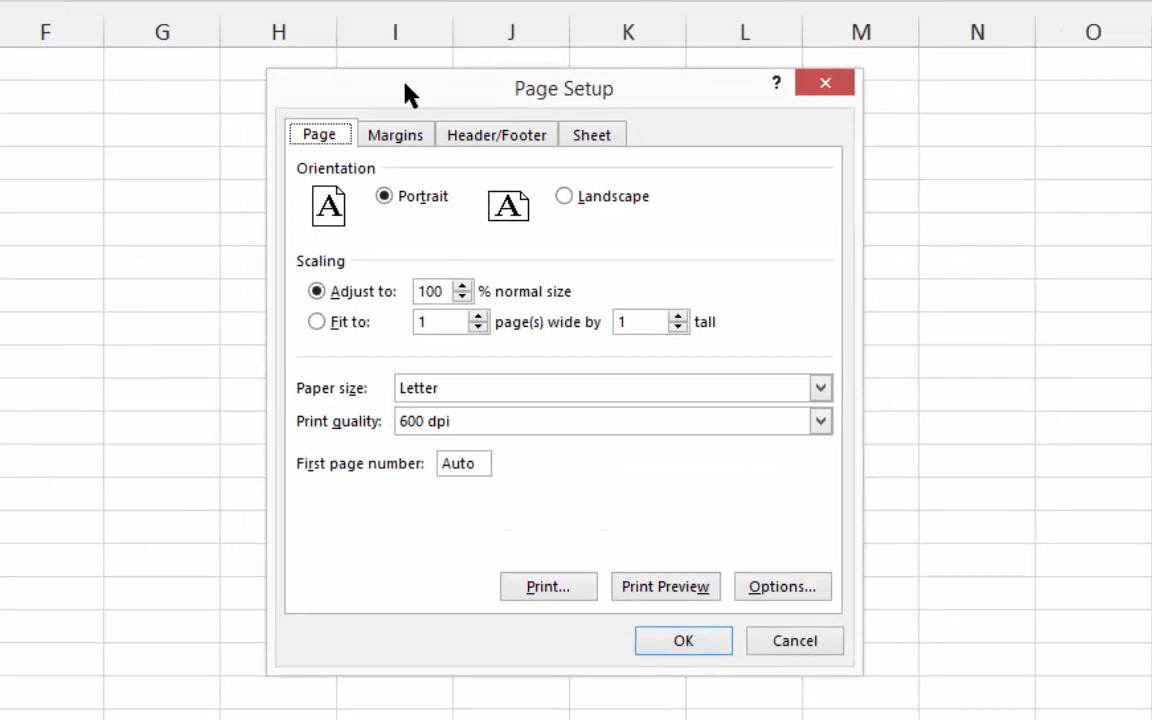 F G H I J K L M N O
Page Setup ?
Page Margins Header/Footer Sheet
Orientation
A Portrait A Landscape
Scaling
Adjust to: 100 % normal size
Fit to: 1 page(s) wide by 1 tall
Paper size: Letter
Print quality: 600 dpi
First page number: Auto
Print... Print Preview Options...
OK Cancel